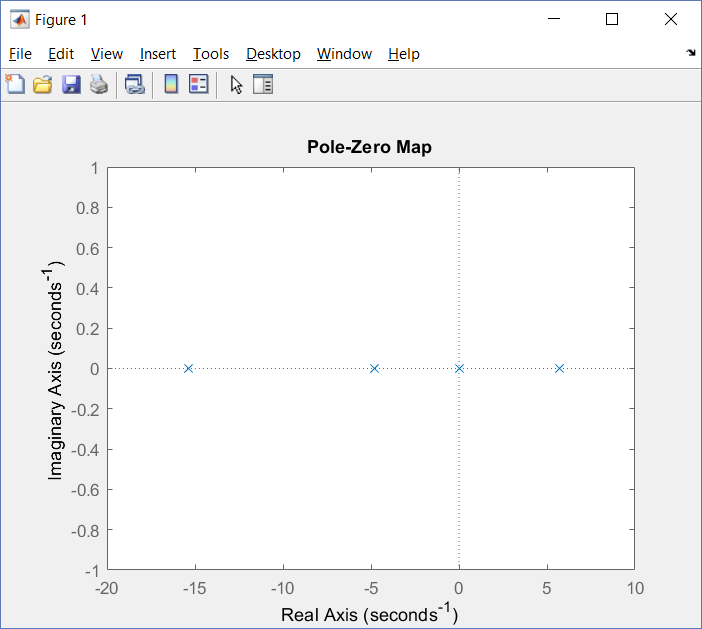 Figure 1
File Edit View Insert Tools Desktop Window Help
Pole-Zero Map
1
0.8
0.6
0.4
0.2
0
-0.2
-0.4
-0.6
-0.8
-1
Imaginary Axis (seconds⁻¹)
-20 -15 -10 -5 0 5 10
Real Axis (seconds⁻¹)